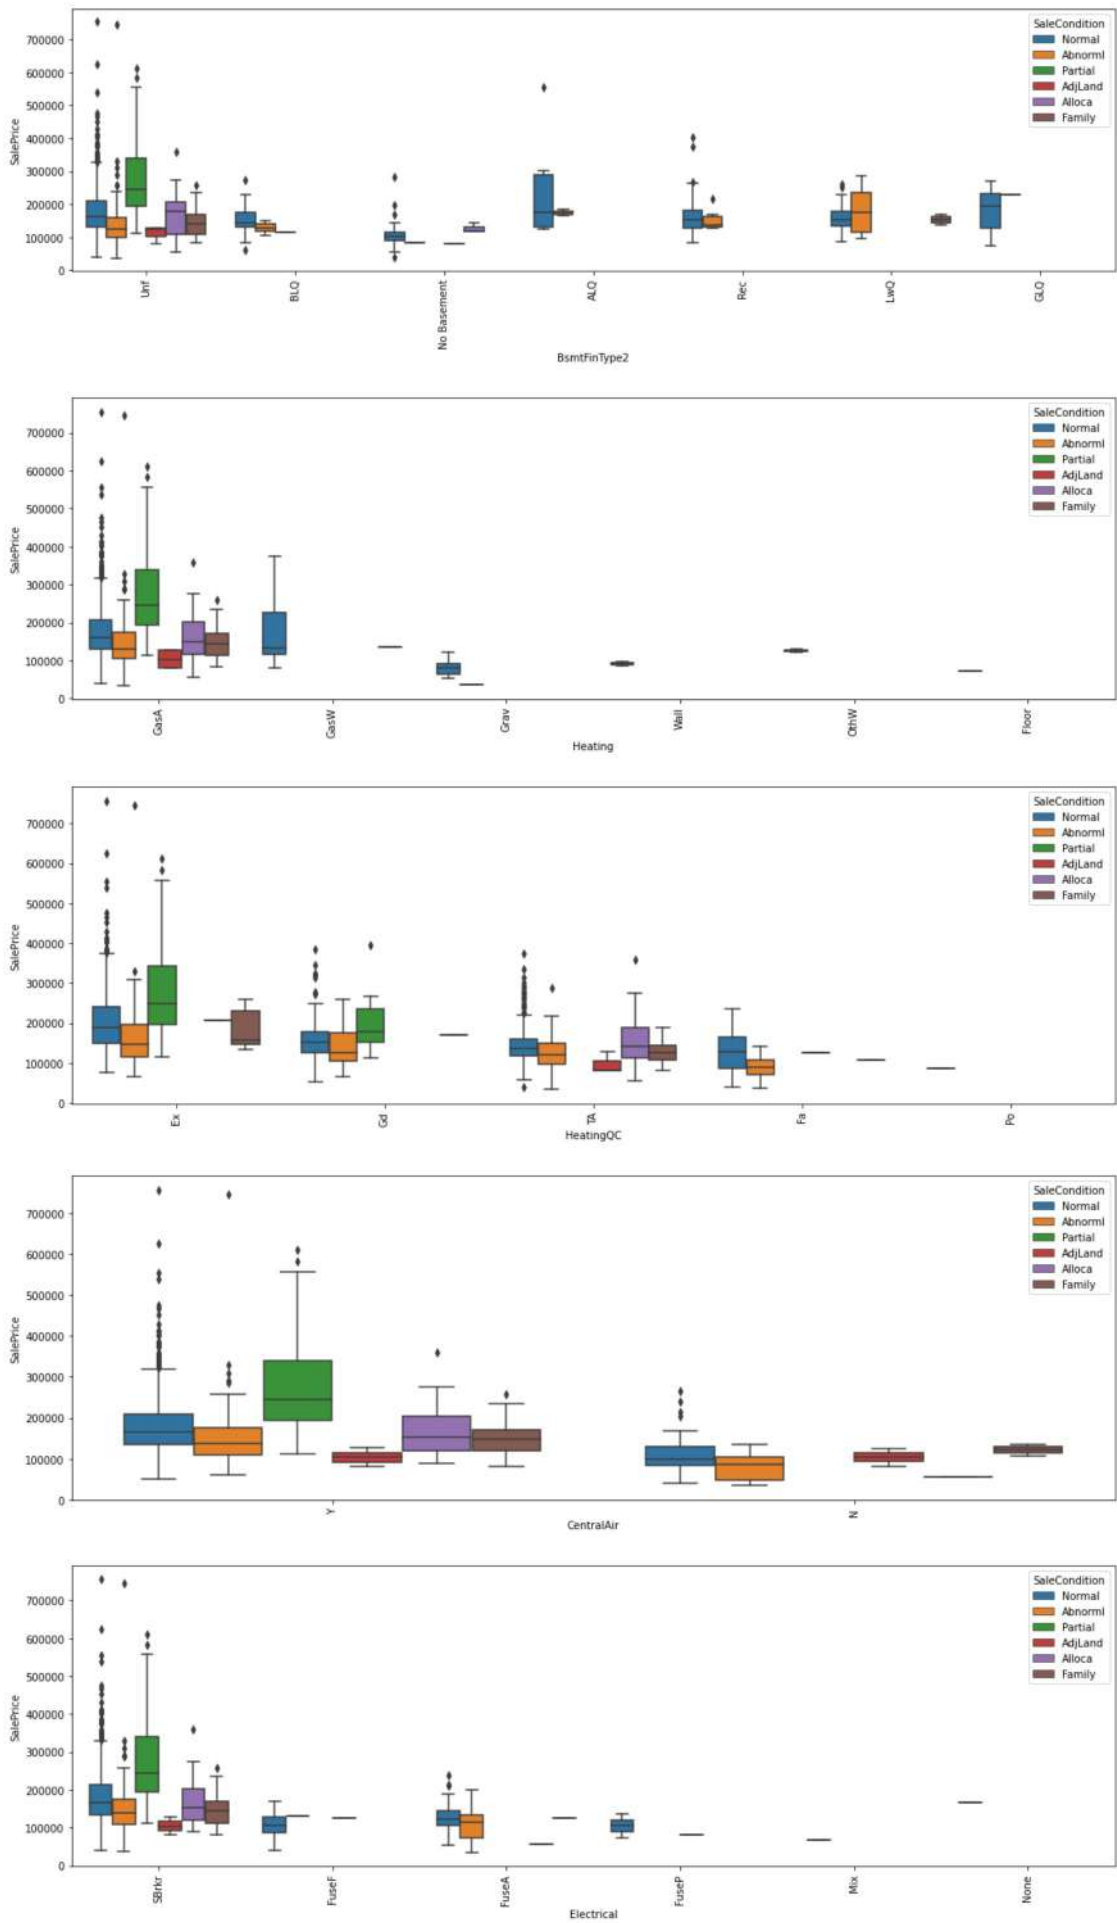 SaleCondition
Normal
Abnorml
Partial
AdjLand
Alloca
Family
700000
600000
500000
400000
300000
200000
100000
0
SalePrice
Unf
BLQ
No Basement
ALQ
Rec
LwQ
GLQ
BsmtFinType2
SaleCondition
Normal
Abnorml
Partial
AdjLand
Alloca
Family
700000
600000
500000
400000
300000
200000
100000
0
SalePrice
GasA
GasW
Grav
Wall
OthW
Floor
Heating
SaleCondition
Normal
Abnorml
Partial
AdjLand
Alloca
Family
700000
600000
500000
400000
300000
200000
100000
0
SalePrice
Ex
Gd
TA
Fa
Po
HeatingQC
SaleCondition
Normal
Abnorml
Partial
AdjLand
Alloca
Family
700000
600000
500000
400000
300000
200000
100000
0
SalePrice
Y
N
CentralAir
SaleCondition
Normal
Abnorml
Partial
AdjLand
Alloca
Family
700000
600000
500000
400000
300000
200000
100000
0
SalePrice
SBrkr
FuseF
FuseA
FuseP
Mix
None
Electrical